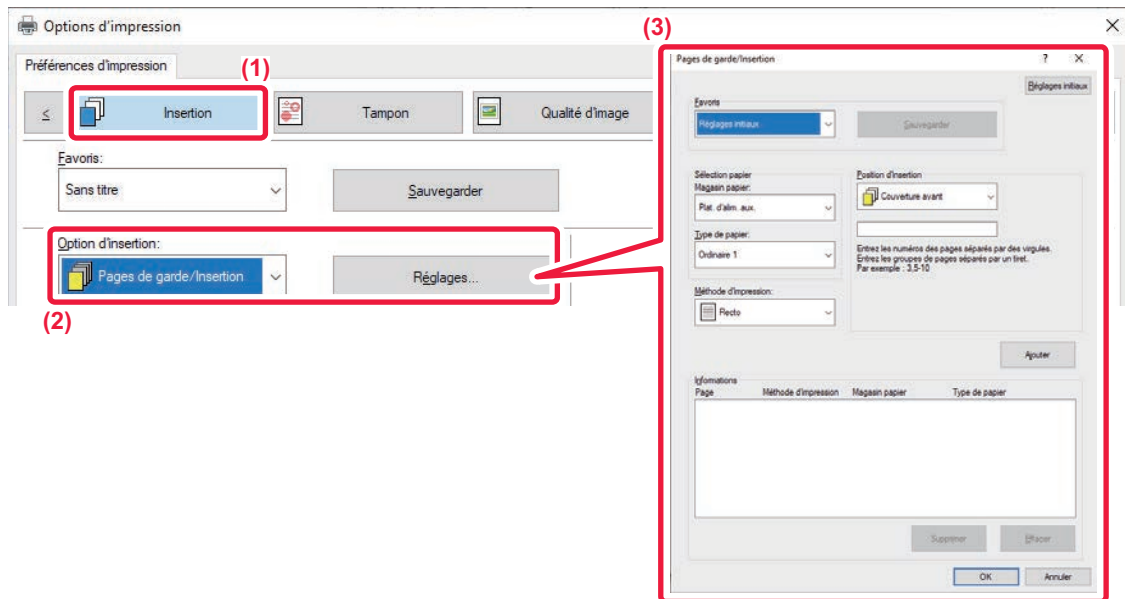 Options d'impression
Préférences d'impression
(1)
≤
Insertion
Tampon
Qualité d'image
Favoris:
Sans titre
Sauvegarder
Option d'insertion:
Pages de garde/Insertion
Réglages...
(2)
(3)
Pages de garde/Insertion
?
Réglages initiaux
Favoris
Réglages initiaux
Sauvegarder
Sélection papier
Magasin papier:
Plat. d'alim. aux.
Type de papier:
Ordinaire 1
Méthode d'impression:
Recto
Position d'insertion
Couverture avant
Entrez les numéros des pages séparés par des virgules.
Entrez les groupes de pages séparés par un tiret.
Par exemple : 3,5-10
Ajouter
Informations
Page Méthode d'impression Magasin papier Type de papier
Supprimer
Effacer
OK
Annuler